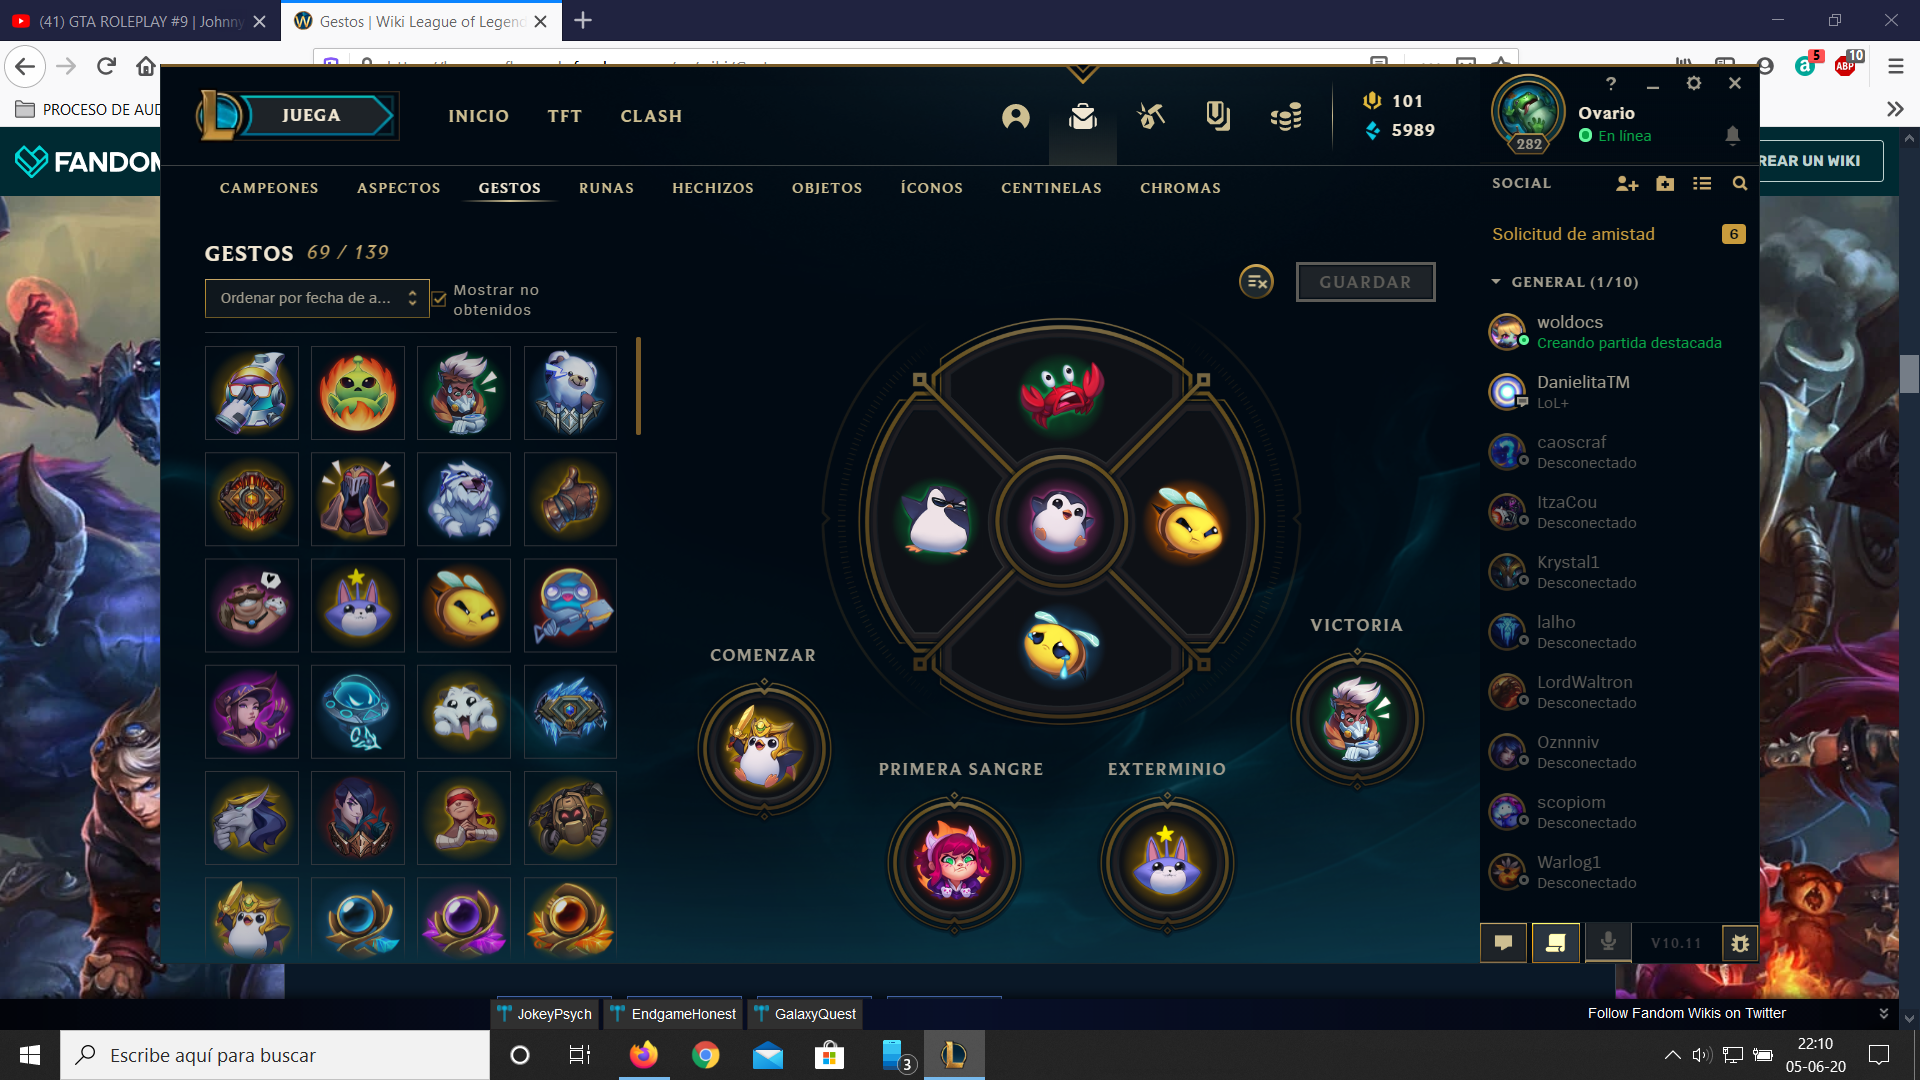 (41) GTA ROLEPLAY #9 | Johnny
Gestos | Wiki League of Legend
5
10
ABP
PROCESO DE AUD
FANDOM
REAR UN WIKI
JUEGA
INICIO
TFT
CLASH
101
5989
282
Ovario
En línea
CAMPEONES
ASPECTOS
GESTOS
RUNAS
HECHIZOS
OBJETOS
ÍCONOS
CENTINELAS
CHROMAS
SOCIAL
GESTOS 69 / 139
Ordenar por fecha de a...
Mostrar no
obtenidos
GUARDAR
Solicitud de amistad
6
GENERAL (1/10)
woldocs
Creando partida destacada
DanielitaTM
LoL+
caoscraf
Desconectado
ItzaCou
Desconectado
Krystal1
Desconectado
lalho
Desconectado
LordWaltron
Desconectado
Oznnniv
Desconectado
scopiom
Desconectado
Warlog1
Desconectado
COMENZAR
PRIMERA SANGRE
EXTERMINIO
VICTORIA
V10.11
JokeyPsych
EndgameHonest
GalaxyQuest
Follow Fandom Wikis on Twitter
Escribe aquí para buscar
3
22:10
05-06-20